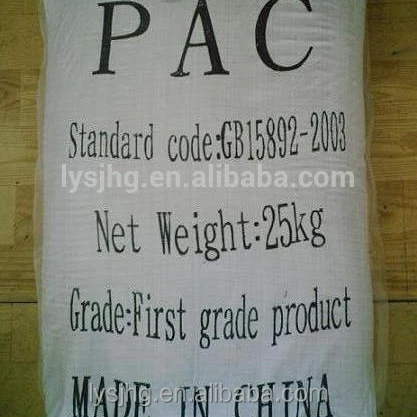 PAC
Standard code:GB15892-2003
lysjhg.en.alibaba.com
Net Weight:25kg
Grade:First grade product
MADE IN CHINA
lysjhg.en.alibaba.com